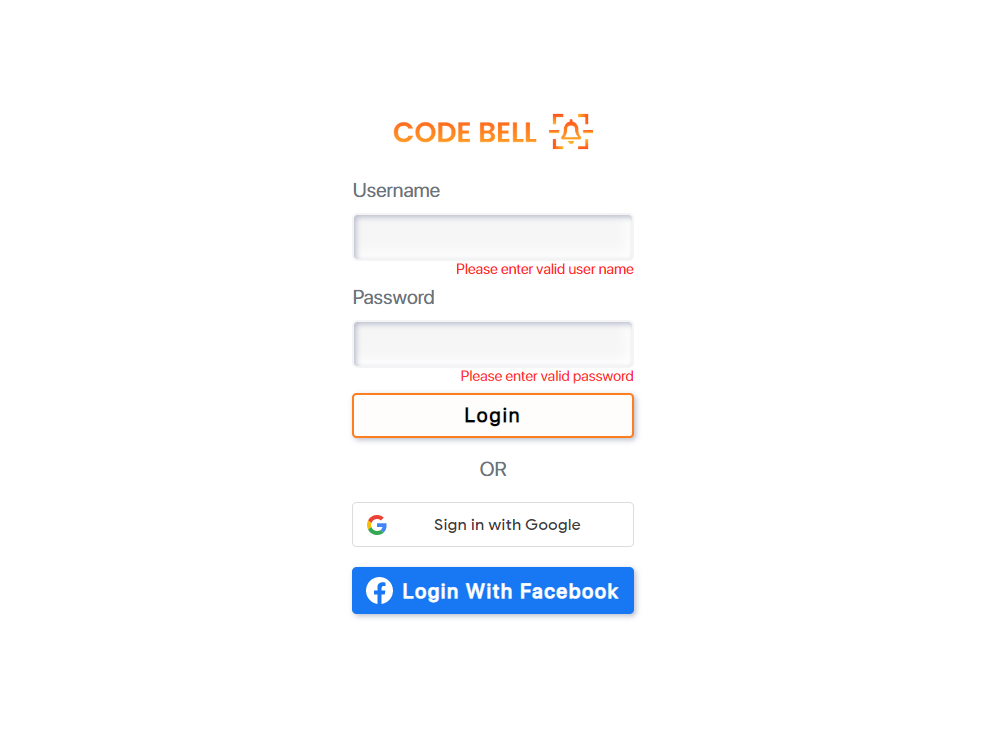 CODE BELL
Username
Please enter valid user name
Password
Please enter valid password
Login
OR
Sign in with Google
Login With Facebook